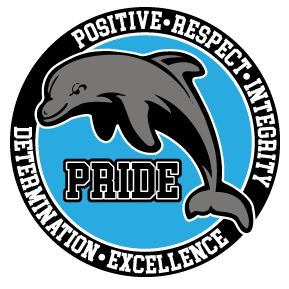 POSITIVE•RESPECT•INTEGRITY
DETERMINATION•EXCELLENCE
PRIDE